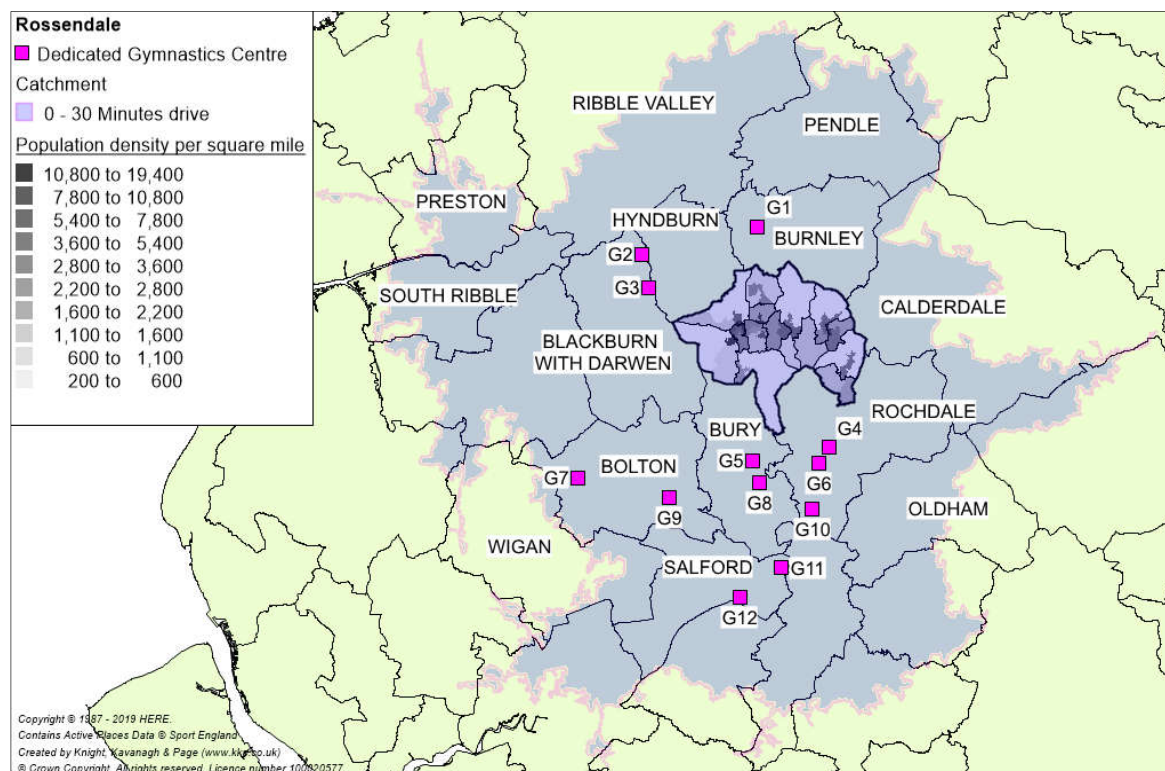 Rossendale
Dedicated Gymnastics Centre
Catchment
0 - 30 Minutes drive
Population density per square mile
10,800 to 19,400
7,800 to 10,800
5,400 to 7,800
3,600 to 5,400
2,800 to 3,600
2,200 to 2,800
1,600 to 2,200
1,100 to 1,600
600 to 1,100
200 to 600
RIBBLE VALLEY
PENDLE
PRESTON
HYNDBURN
G1
BURNLEY
G2
G3
SOUTH RIBBLE
CALDERDALE
BLACKBURN
WITH DARWEN
ROCHDALE
BURY
G4
G5
G6
G7
BOLTON
G8
G9
G10
OLDHAM
WIGAN
SALFORD
G11
G12
Copyright © 1987 - 2019 HERE.
Contains Active Places Data ® Sport England
Created by Knight, Kavanagh & Page (www.kkp.co.uk)
® Crown Copyright. All rights reserved. Licence number 100020577